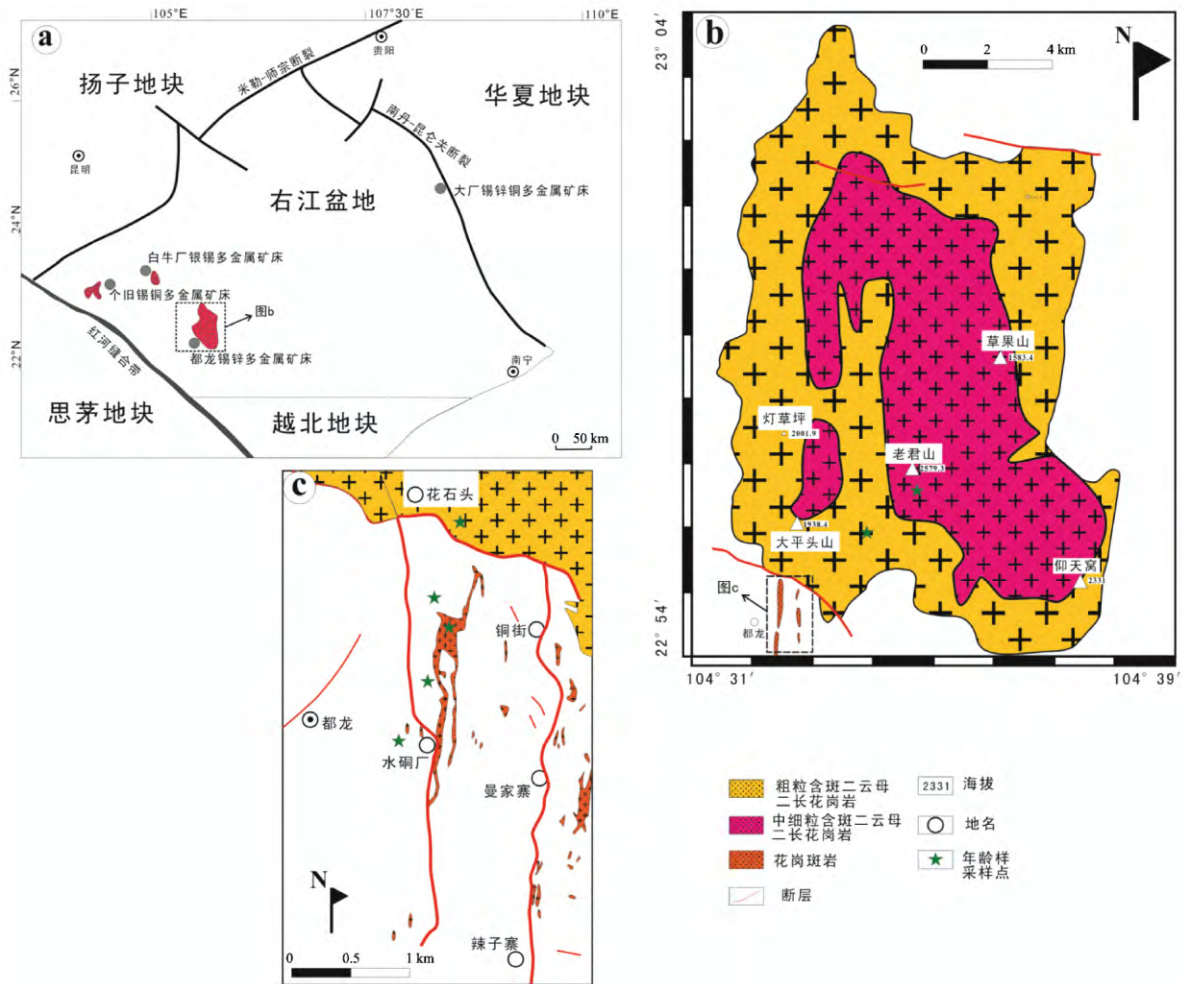 a
105°E
107°30′E
110°E
26°N
24°N
22°N
贵阳
米勒-师宗断裂
扬子地块
华夏地块
昆明
南丹-昆仑关断裂
大厂锡锌铜多金属矿床
右江盆地
白牛厂银锡多金属矿床
个旧锡铜多金属矿床
图b
都龙锡锌多金属矿床
红河缝合带
南宁
思茅地块
越北地块
0 50 km
b
23° 04′
22° 54′
104° 31′
104° 39′
0 2 4 km
N
草果山
1583.4
灯草坪
2001.9
老君山
2579.3
1938.4
大平头山
仰天窝
2331
图c
都龙
c
花石头
铜街
都龙
水硐厂
曼家寨
辣子寨
N
0 0.5 1 km
粗粒含斑二云母
二长花岗岩
中细粒含斑二云母
二长花岗岩
花岗斑岩
断层
2331 海拔
地名
年龄样
采样点